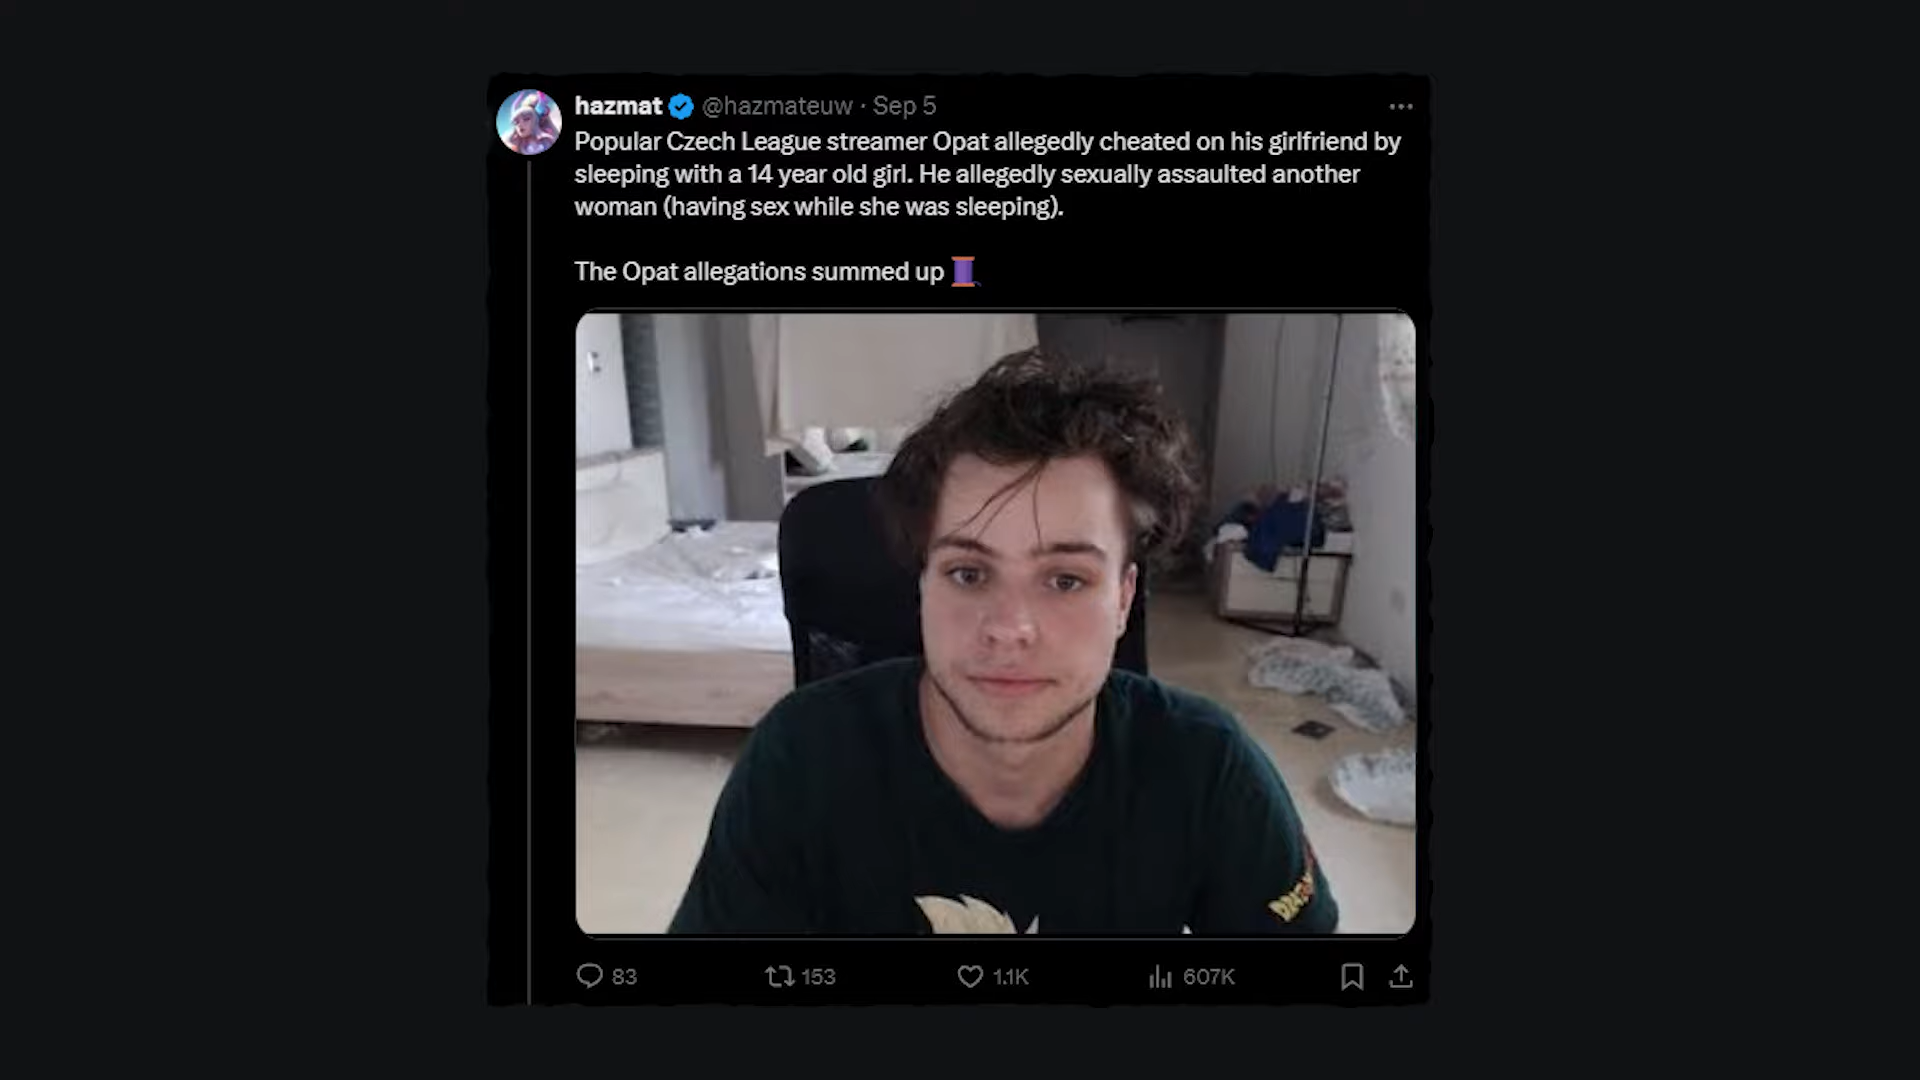 hazmat @hazmateuw · Sep 5
Popular Czech League streamer Opat allegedly cheated on his girlfriend by
sleeping with a 14 year old girl. He allegedly sexually assaulted another
woman (having sex while she was sleeping).
The Opat allegations summed up 🧵
83 153 1.1K 607K